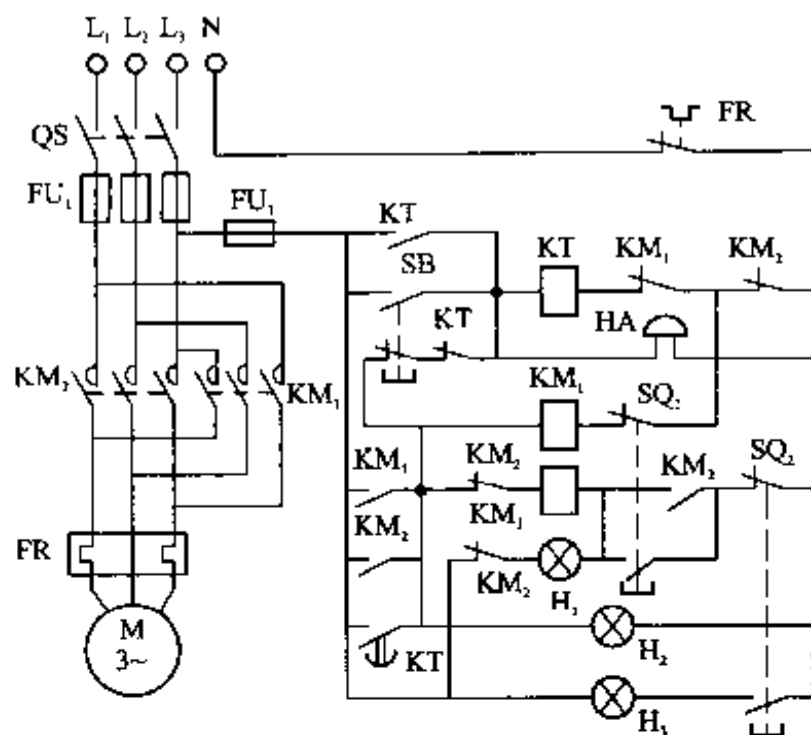 L₁ L₂ L₃ N
QS
FR
FU₁
FU₁
KT
SB
KT
KM₁
KM₂
KT
HA
KM₂
KM₁
KM₁
SQ₂
KM₁
KM₂
KM₂
SQ₂
KM₁
KM₂
FR
KM₂
H₁
M
3~
KT
H₂
H₃